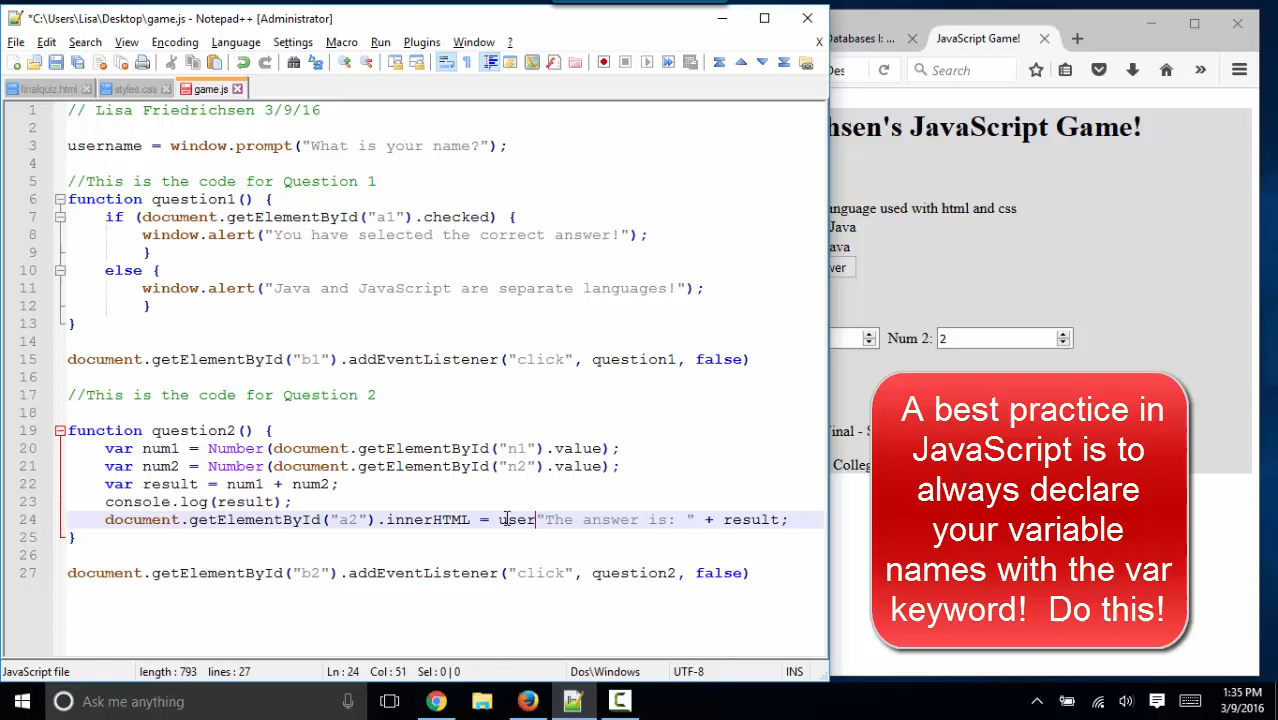 *C:\Users\Lisa\Desktop\game.js - Notepad++ [Administrator]
File Edit Search View Encoding Language Settings Macro Run Plugins Window ? X
finalquiz.html styles.css game.js
1 // Lisa Friedrichsen 3/9/16
2
3 username = window.prompt("What is your name?");
4
5 //This is the code for Question 1
6 function question1() {
7 if (document.getElementById("a1").checked) {
8 window.alert("You have selected the correct answer!");
9 }
10 else {
11 window.alert("Java and JavaScript are separate languages!");
12 }
13 }
14
15 document.getElementById("b1").addEventListener("click", question1, false)
16
17 //This is the code for Question 2
18
19 function question2() {
20 var num1 = Number(document.getElementById("n1").value);
21 var num2 = Number(document.getElementById("n2").value);
22 var result = num1 + num2;
23 console.log(result);
24 document.getElementById("a2").innerHTML = user"The answer is: " + result;
25 }
26
27 document.getElementById("b2").addEventListener("click", question2, false)
JavaScript file length : 793 lines : 27 Ln : 24 Col : 51 Sel : 0 | 0 Dos\Windows UTF-8 INS
Databases I: JavaScript Game!
Des Search
hsen's JavaScript Game!
anguage used with html and css
Java
ava
wer
Num 2: 2
inal - S
Colleg
A best practice in
JavaScript is to
always declare
your variable
names with the var
keyword! Do this!
Ask me anything
1:35 PM
3/9/2016